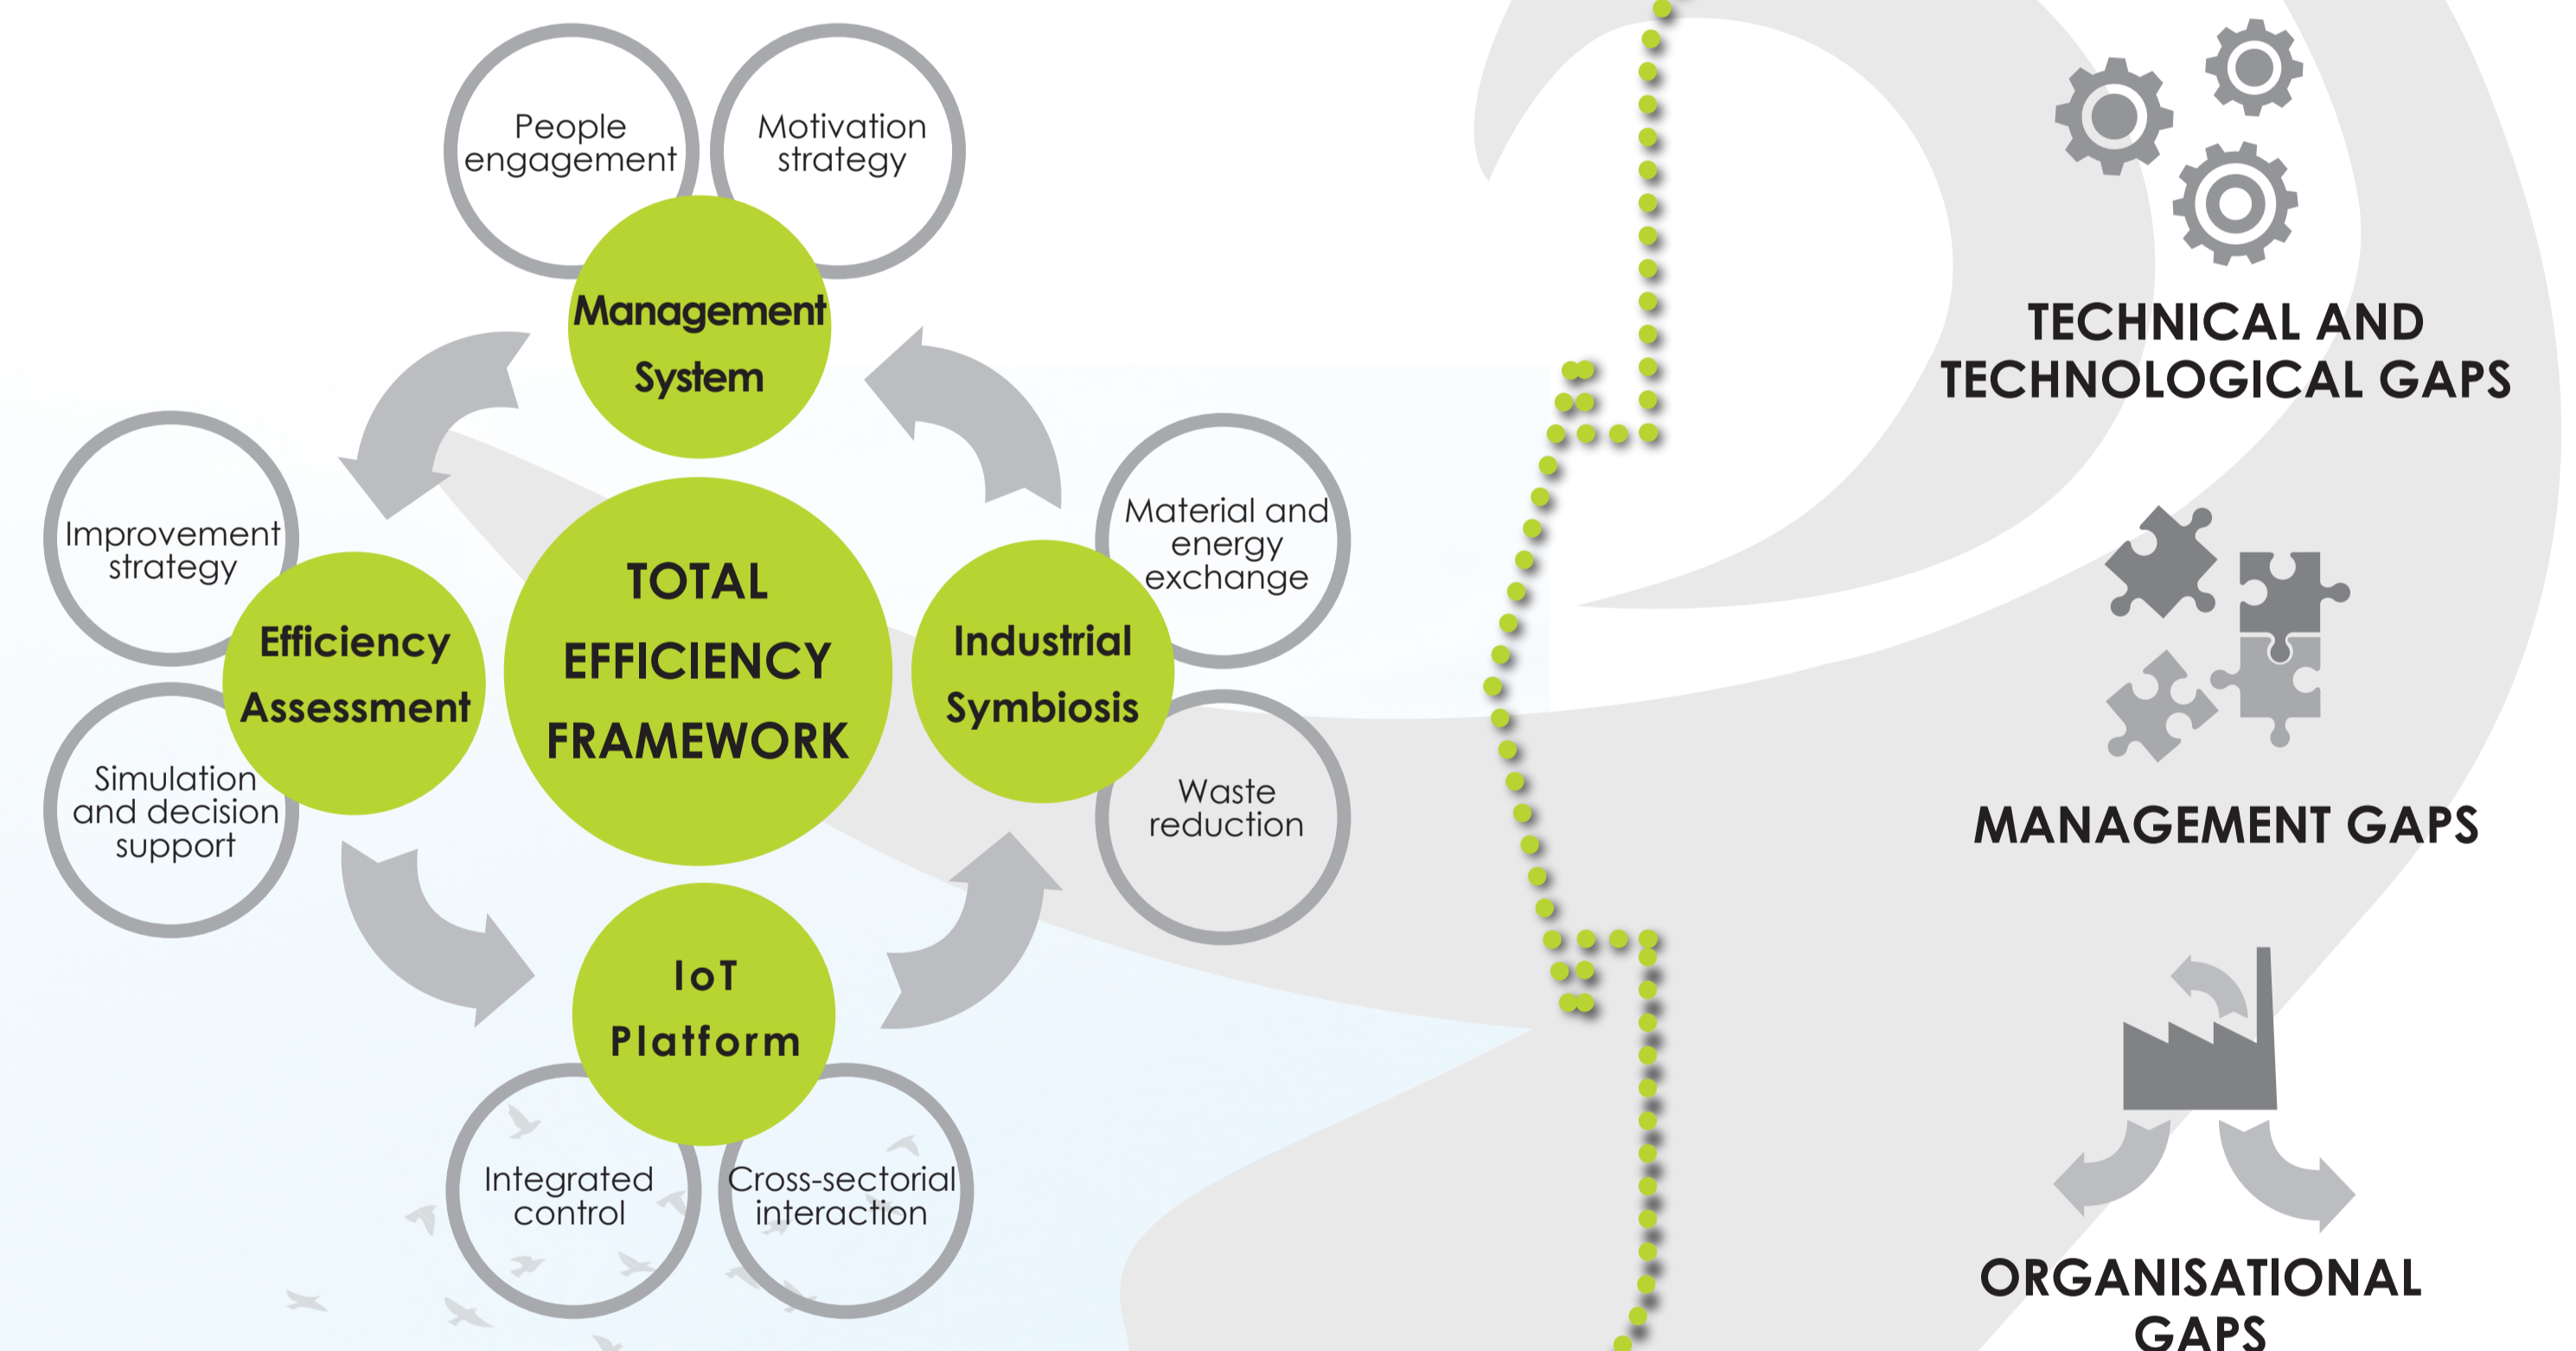 People
engagement
Motivation
strategy
Management
System
Improvement
strategy
Efficiency
Assessment
Simulation
and decision
support
TOTAL
EFFICIENCY
FRAMEWORK
Material and
energy
exchange
Industrial
Symbiosis
Waste
reduction
IoT
Platform
Integrated
control
Cross-sectorial
interaction
TECHNICAL AND
TECHNOLOGICAL GAPS
MANAGEMENT GAPS
ORGANISATIONAL
GAPS